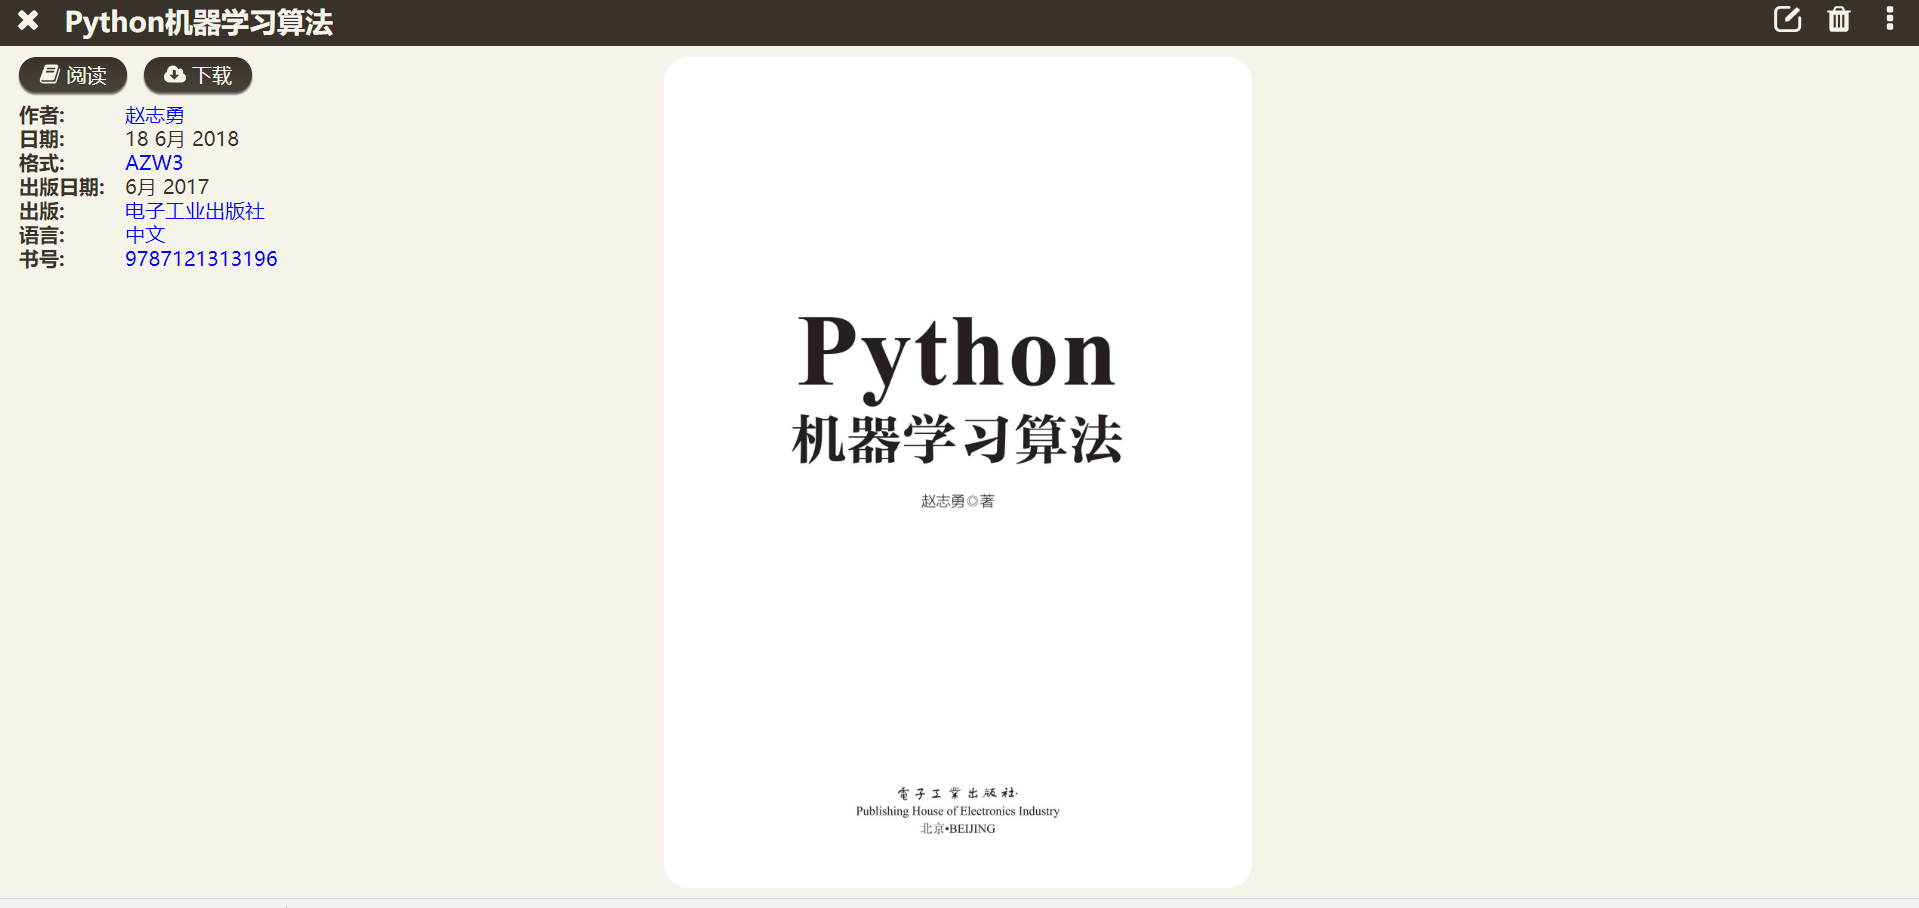 Python机器学习算法
阅读 下载
作者: 赵志勇
日期: 18 6月 2018
格式: AZW3
出版日期: 6月 2017
出版: 电子工业出版社
语言: 中文
书号: 9787121313196
Python
机器学习算法
赵志勇◎著
電子工業出版社·
Publishing House of Electronics Industry
北京•BEIJING